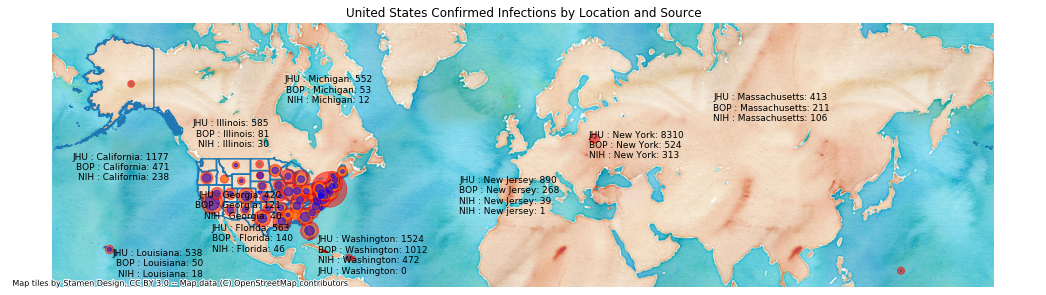 United States Confirmed Infections by Location and Source
JHU : Michigan: 552
BOP : Michigan: 53
NIH : Michigan: 12
JHU : Massachusetts: 413
BOP : Massachusetts: 211
NIH : Massachusetts: 106
JHU : Illinois: 585
BOP : Illinois: 81
NIH : Illinois: 30
JHU : New York: 8310
BOP : New York: 524
NIH : New York: 313
JHU : California: 1177
BOP : California: 471
NIH : California: 238
JHU : New Jersey: 890
BOP : New Jersey: 268
NIH : New Jersey: 39
NIH : New Jersey: 1
JHU : Georgia: 420
BOP : Georgia: 121
NIH : Georgia: 40
JHU : Florida: 563
BOP : Florida: 140
NIH : Florida: 46
JHU : Washington: 1524
BOP : Washington: 1012
NIH : Washington: 472
JHU : Washington: 0
JHU : Louisiana: 538
BOP : Louisiana: 50
NIH : Louisiana: 18
Map tiles by Stamen Design, CC BY 3.0 -- Map data (C) OpenStreetMap contributors